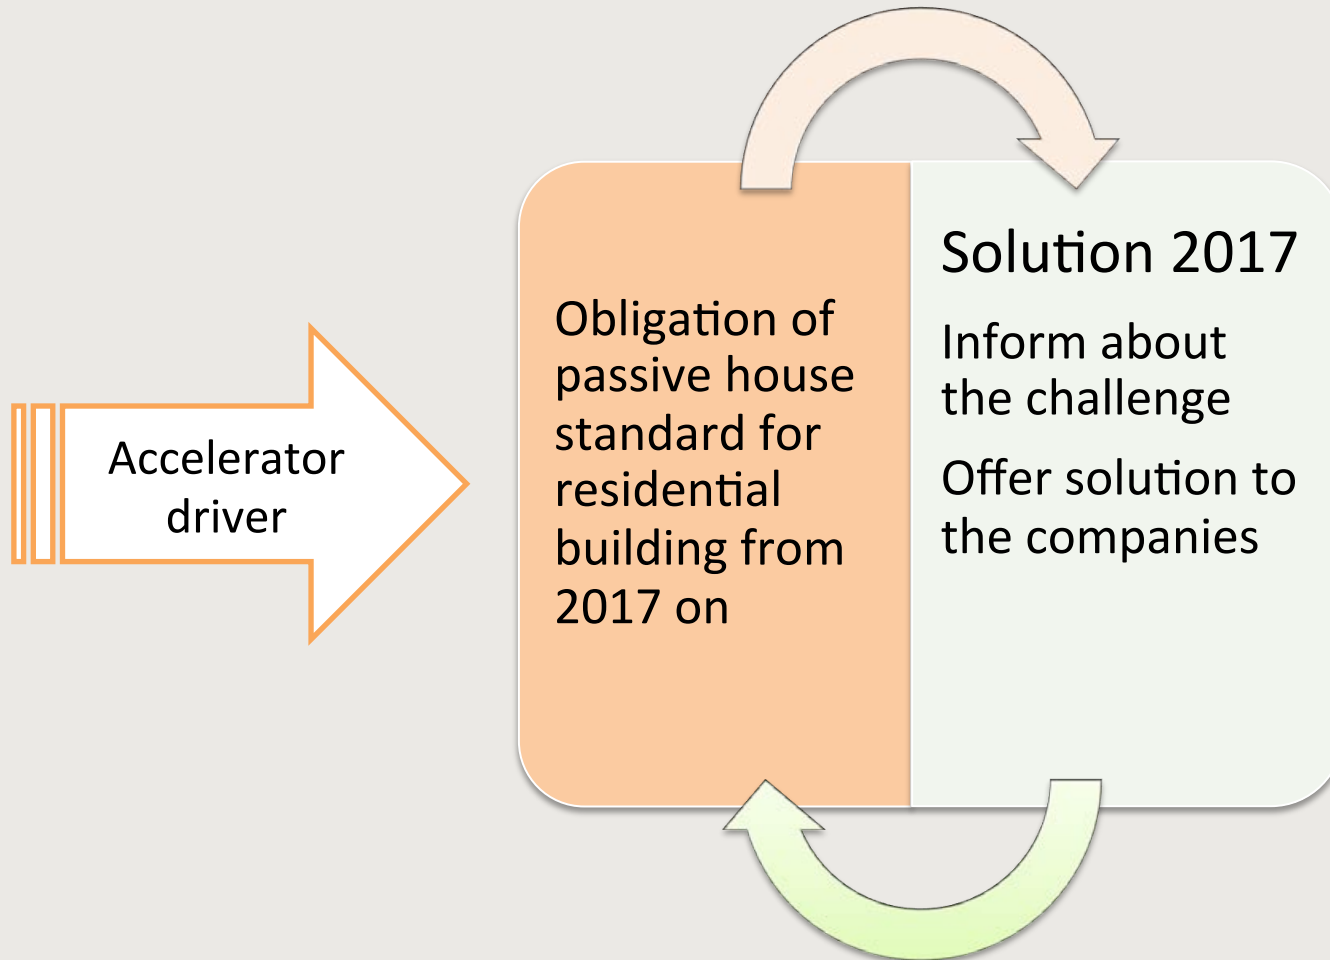 Accelerator
driver
Obligation of
passive house
standard for
residential
building from
2017 on
Solution 2017
Inform about
the challenge
Offer solution to
the companies